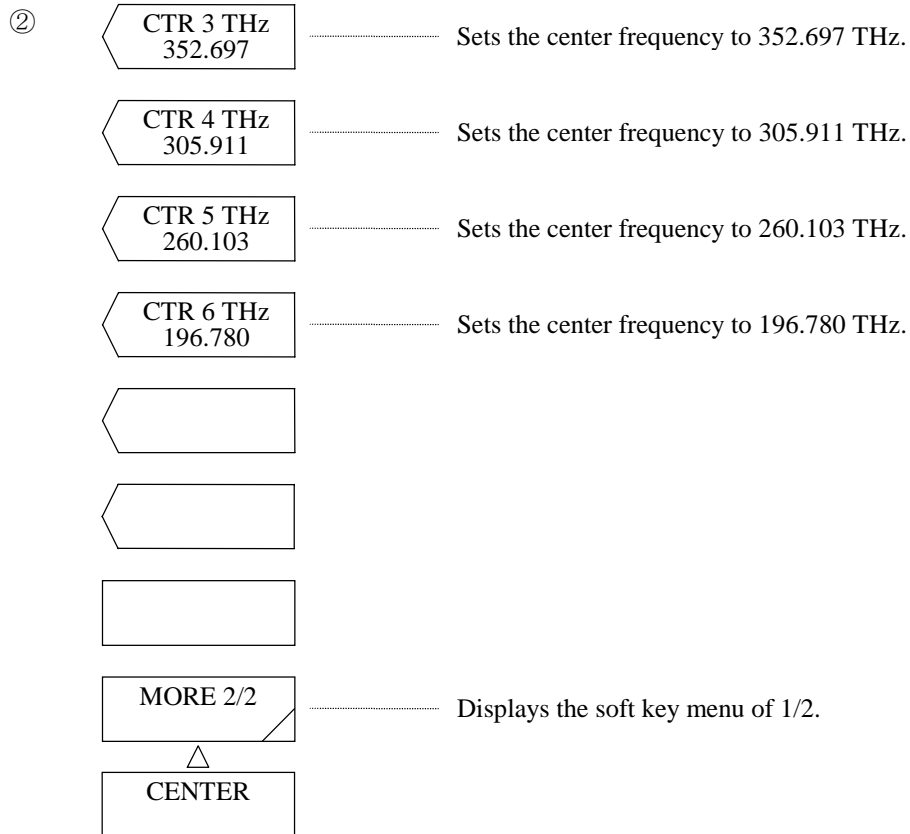 ②
CTR 3 THz
352.697
Sets the center frequency to 352.697 THz.
CTR 4 THz
305.911
Sets the center frequency to 305.911 THz.
CTR 5 THz
260.103
Sets the center frequency to 260.103 THz.
CTR 6 THz
196.780
Sets the center frequency to 196.780 THz.
MORE 2/2
Displays the soft key menu of 1/2.
CENTER